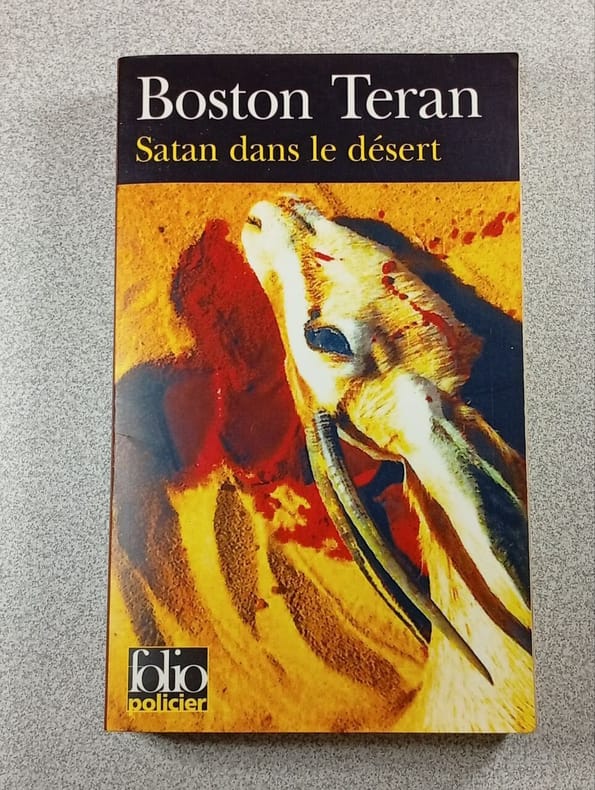 Boston Teran
Satan dans le désert
folio
policier